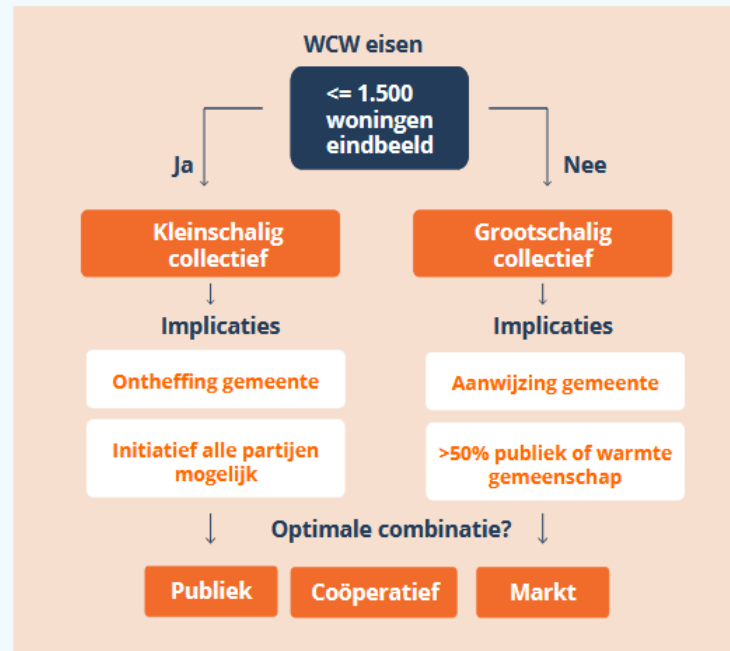 WCW eisen
<= 1.500
woningen
eindbeeld
Ja
Nee
Kleinschalig
collectief
Grootschalig
collectief
Implicaties
Implicaties
Ontheffing gemeente
Aanwijzing gemeente
Initiatief alle partijen
mogelijk
>50% publiek of warmte
gemeenschap
Optimale combinatie?
Publiek
Coöperatief
Markt